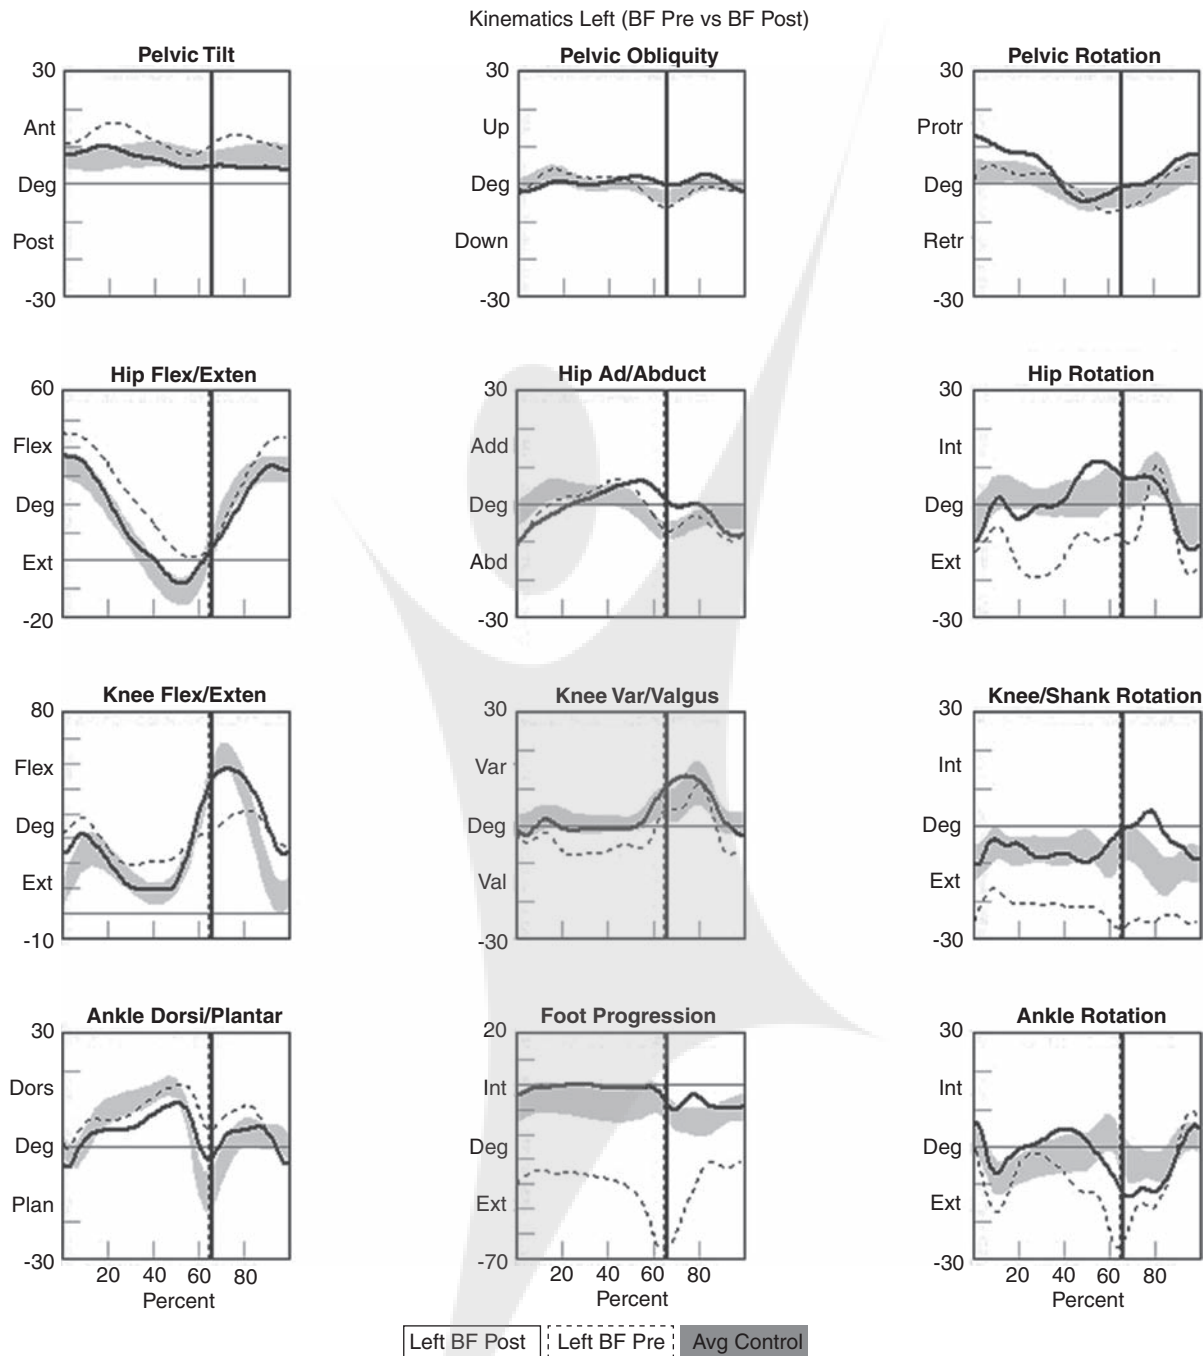 Kinematics Left (BF Pre vs BF Post)
Pelvic Tilt
30
Ant
Deg
Post
-30
Pelvic Obliquity
30
Up
Deg
Down
-30
Pelvic Rotation
30
Protr
Deg
Retr
-30
Hip Flex/Exten
60
Flex
Deg
Ext
-20
Hip Ad/Abduct
30
Add
Deg
Abd
-30
Hip Rotation
30
Int
Deg
Ext
-30
Knee Flex/Exten
80
Flex
Deg
Ext
-10
Knee Var/Valgus
30
Var
Deg
Val
-30
Knee/Shank Rotation
30
Int
Deg
Ext
-30
Ankle Dorsi/Plantar
30
Dors
Deg
Plan
-30
20 40 60 80
Percent
Foot Progression
20
Int
Deg
Ext
-70
20 40 60 80
Percent
Ankle Rotation
30
Int
Deg
Ext
-30
20 40 60 80
Percent
Left BF Post Left BF Pre Avg Control